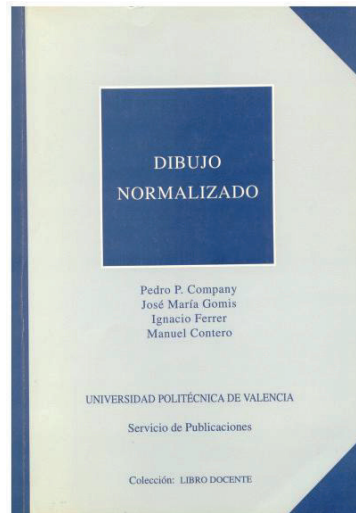 DIBUJO
NORMALIZADO
Pedro P. Company
José María Gomis
Ignacio Ferrer
Manuel Contero
UNIVERSIDAD POLITÉCNICA DE VALENCIA
Servicio de Publicaciones
Colección: LIBRO DOCENTE